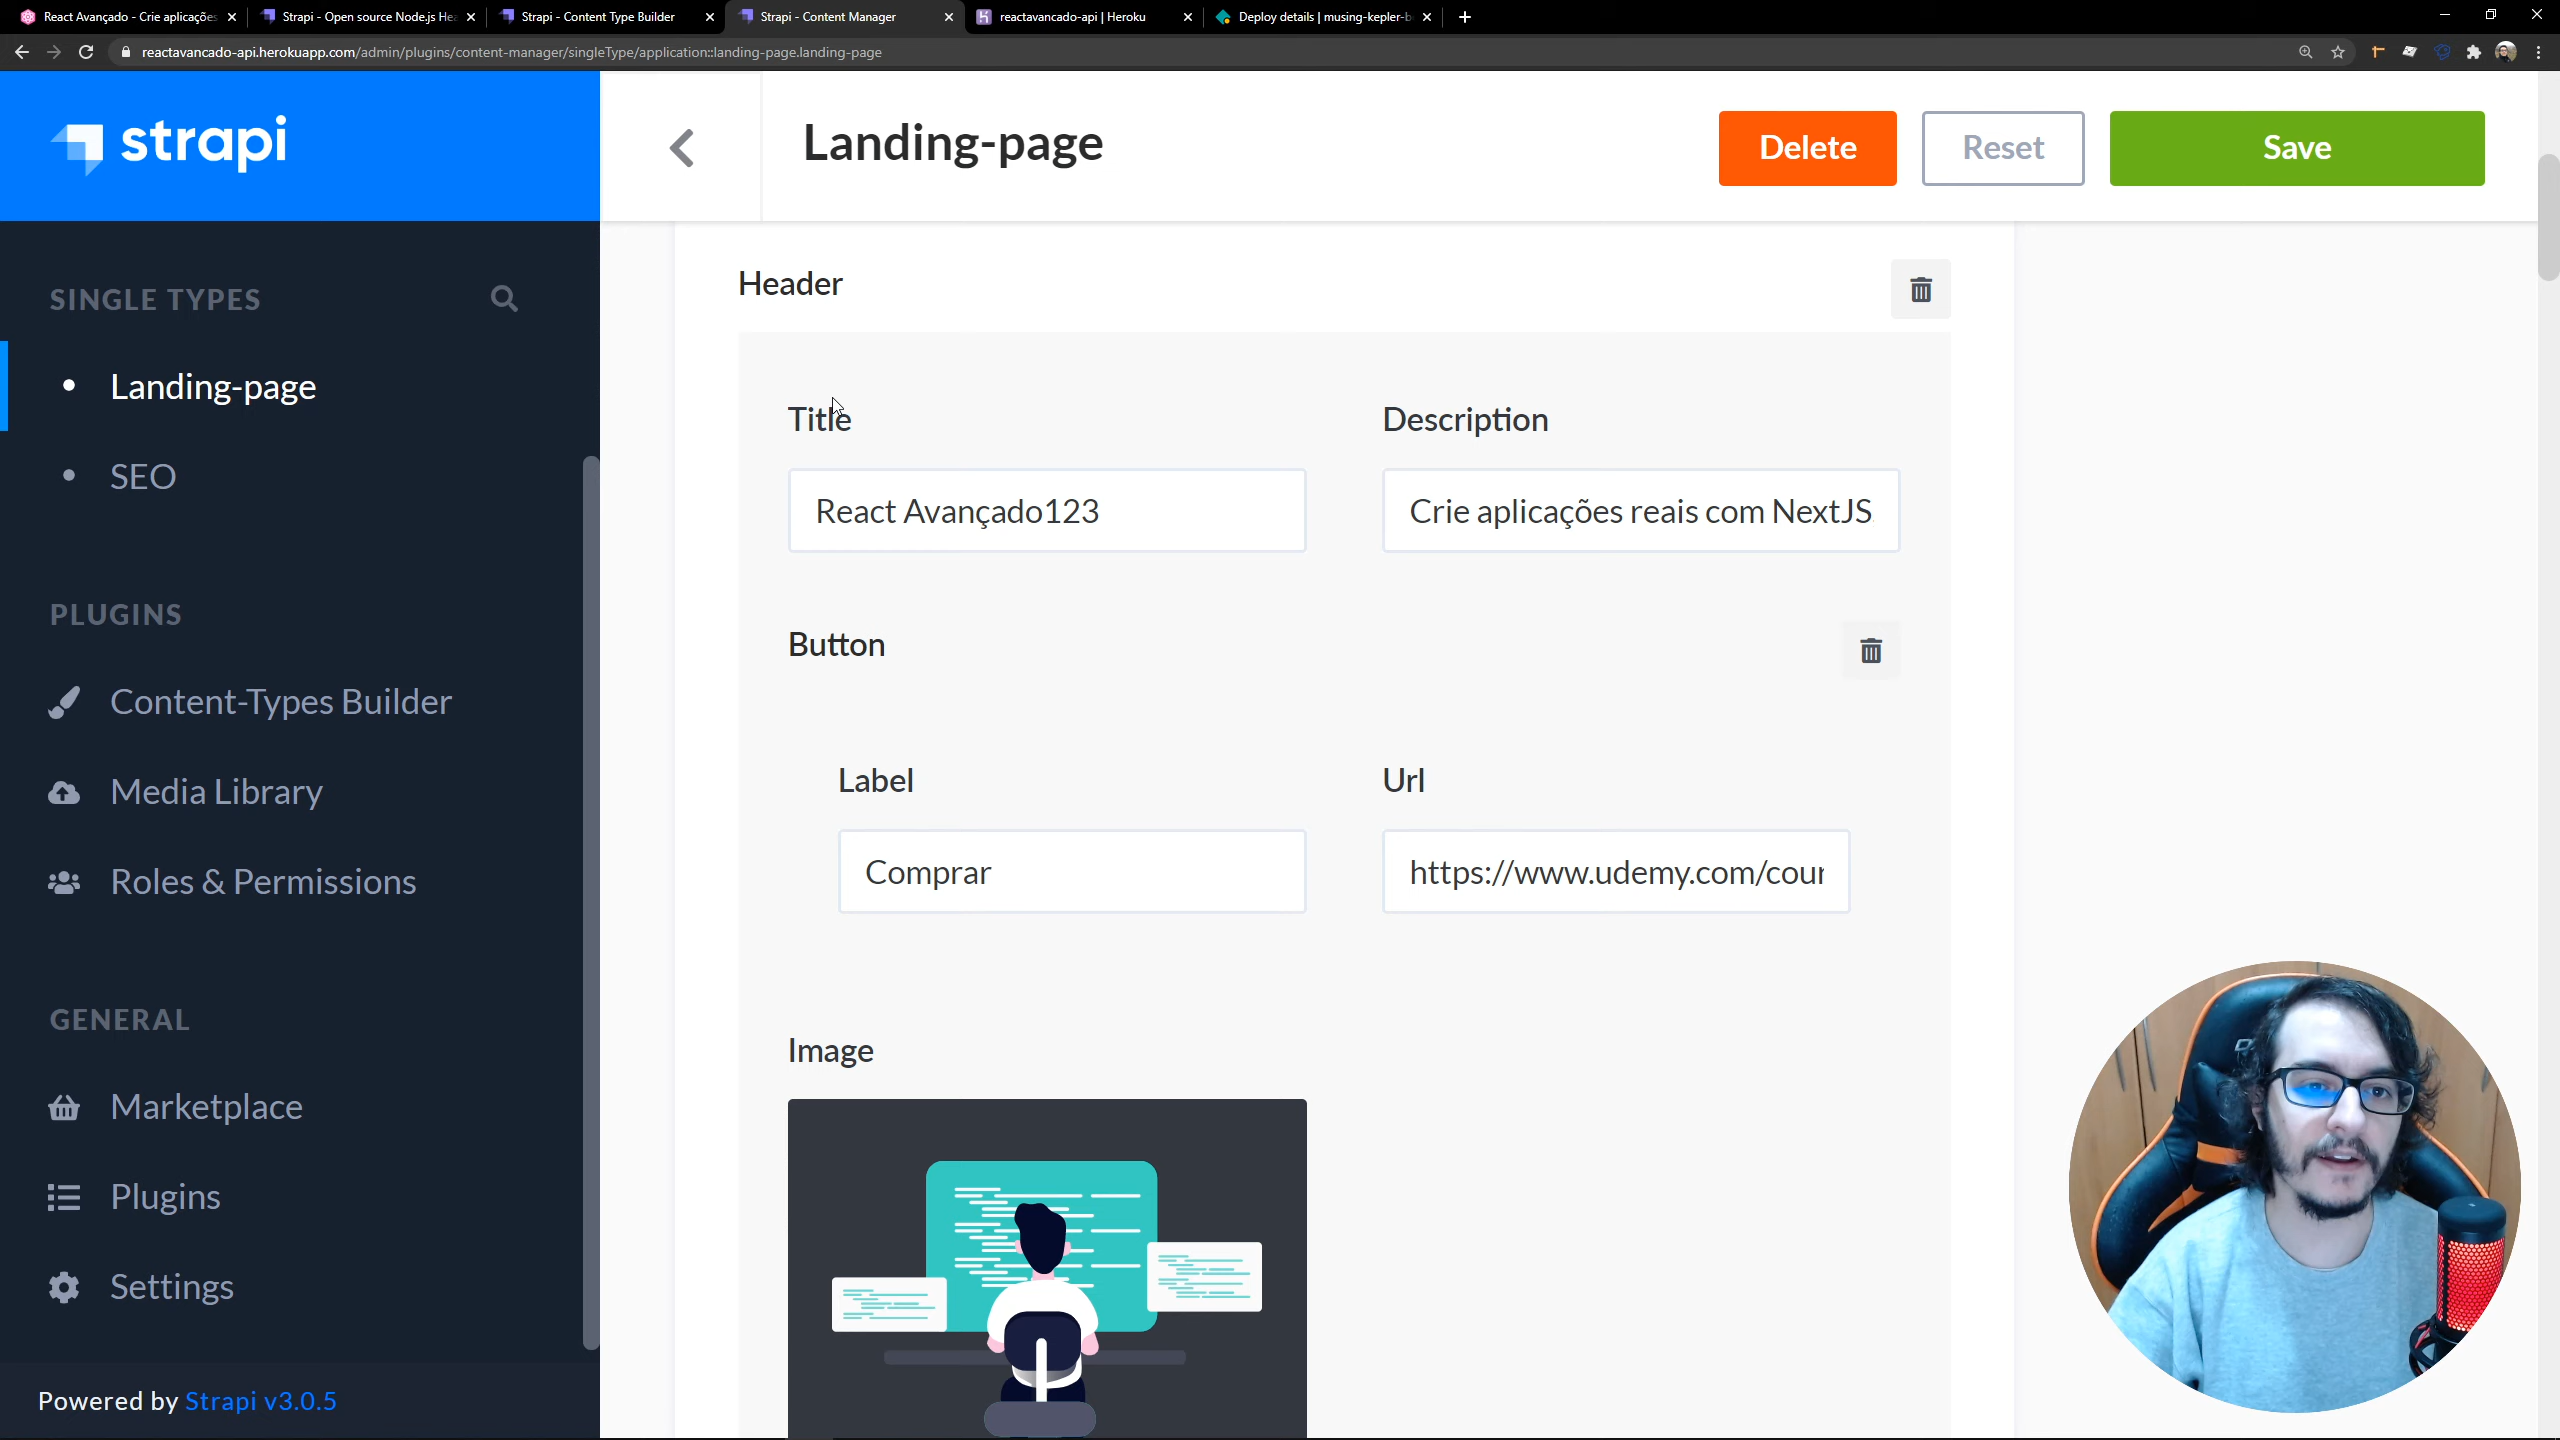 React Avançado - Crie aplicaçõe
Strapi - Open source Node.js Hea
Strapi - Content Type Builder
Strapi - Content Manager
reactavancado-api | Heroku
Deploy details | musing-kepler-b
reactavancado-api.herokuapp.com/admin/plugins/content-manager/singleType/application::landing-page.landing-page
strapi
Landing-page
Delete
Reset
Save
SINGLE TYPES
Landing-page
SEO
PLUGINS
Content-Types Builder
Media Library
Roles & Permissions
GENERAL
Marketplace
Plugins
Settings
Powered by Strapi v3.0.5
Header
Title
Description
React Avançado123
Crie aplicações reais com NextJS
Button
Label
Url
Comprar
https://www.udemy.com/cour
Image